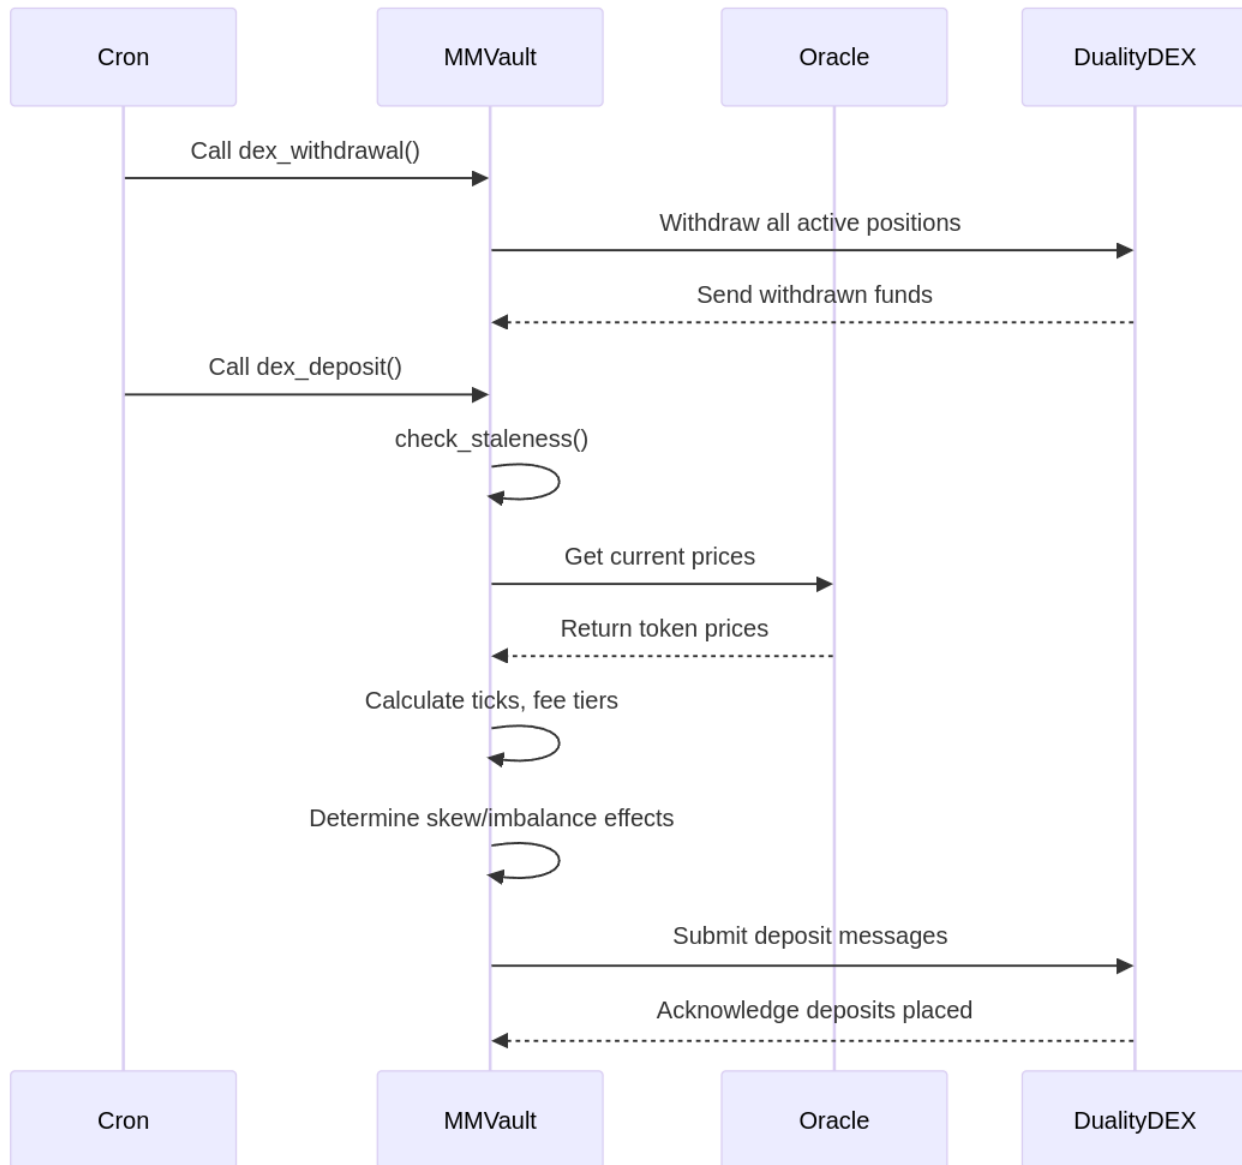 Cron
MMVault
Oracle
DualityDEX
Call dex_withdrawal()
Withdraw all active positions
Send withdrawn funds
Call dex_deposit()
check_staleness()
Get current prices
Return token prices
Calculate ticks, fee tiers
Determine skew/imbalance effects
Submit deposit messages
Acknowledge deposits placed
Cron
MMVault
Oracle
DualityDEX